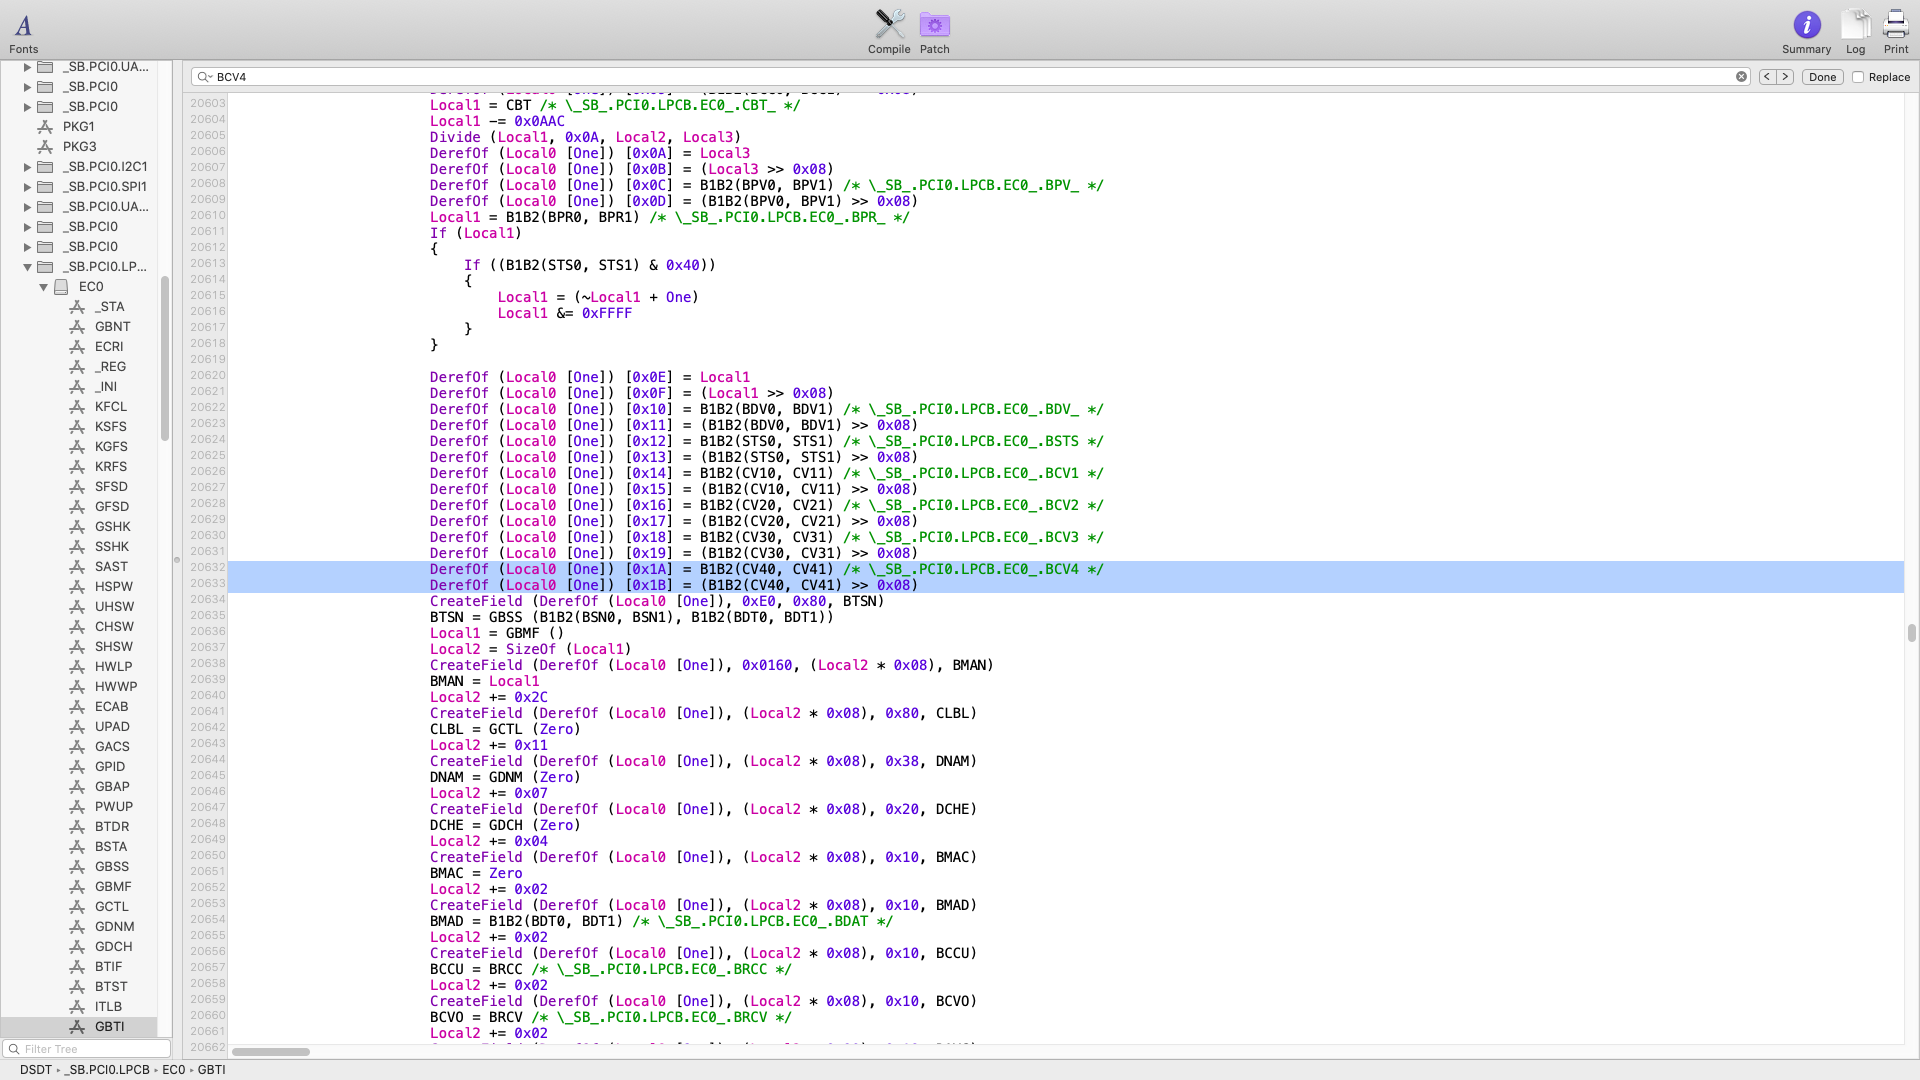 Fonts
Compile
Patch
Summary
Log
Print
_SB.PCI0.UA...
_SB.PCI0
_SB.PCI0
PKG1
PKG3
_SB.PCI0.I2C1
_SB.PCI0.SPI1
_SB.PCI0.UA...
_SB.PCI0
_SB.PCI0
_SB.PCI0.LP...
EC0
_STA
GBNT
ECRI
_REG
_INI
KFCL
KSFS
KGFS
KRFS
SFSD
GFSD
GSHK
SSHK
SAST
HSPW
UHSW
CHSW
SHSW
HWLP
HWWP
ECAB
UPAD
GACS
GPID
GBAP
PWUP
BTDR
BSTA
GBSS
GBMF
GCTL
GDNM
GDCH
BTIF
BTST
ITLB
GBTI
Filter Tree
BCV4
Done
Replace
20603 Local1 = CBT /* \_SB_.PCI0.LPCB.EC0_.CBT_ */
20604 Local1 -= 0x0AAC
20605 Divide (Local1, 0x0A, Local2, Local3)
20606 DerefOf (Local0 [One]) [0x0A] = Local3
20607 DerefOf (Local0 [One]) [0x0B] = (Local3 >> 0x08)
20608 DerefOf (Local0 [One]) [0x0C] = B1B2(BPV0, BPV1) /* \_SB_.PCI0.LPCB.EC0_.BPV_ */
20609 DerefOf (Local0 [One]) [0x0D] = (B1B2(BPV0, BPV1) >> 0x08)
20610 Local1 = B1B2(BPR0, BPR1) /* \_SB_.PCI0.LPCB.EC0_.BPR_ */
20611 If (Local1)
20612 {
20613 If ((B1B2(STS0, STS1) & 0x40))
20614 {
20615 Local1 = (~Local1 + One)
20616 Local1 &= 0xFFFF
20617 }
20618 }
20619
20620 DerefOf (Local0 [One]) [0x0E] = Local1
20621 DerefOf (Local0 [One]) [0x0F] = (Local1 >> 0x08)
20622 DerefOf (Local0 [One]) [0x10] = B1B2(BDV0, BDV1) /* \_SB_.PCI0.LPCB.EC0_.BDV_ */
20623 DerefOf (Local0 [One]) [0x11] = (B1B2(BDV0, BDV1) >> 0x08)
20624 DerefOf (Local0 [One]) [0x12] = B1B2(STS0, STS1) /* \_SB_.PCI0.LPCB.EC0_.BSTS */
20625 DerefOf (Local0 [One]) [0x13] = (B1B2(STS0, STS1) >> 0x08)
20626 DerefOf (Local0 [One]) [0x14] = B1B2(CV10, CV11) /* \_SB_.PCI0.LPCB.EC0_.BCV1 */
20627 DerefOf (Local0 [One]) [0x15] = (B1B2(CV10, CV11) >> 0x08)
20628 DerefOf (Local0 [One]) [0x16] = B1B2(CV20, CV21) /* \_SB_.PCI0.LPCB.EC0_.BCV2 */
20629 DerefOf (Local0 [One]) [0x17] = (B1B2(CV20, CV21) >> 0x08)
20630 DerefOf (Local0 [One]) [0x18] = B1B2(CV30, CV31) /* \_SB_.PCI0.LPCB.EC0_.BCV3 */
20631 DerefOf (Local0 [One]) [0x19] = (B1B2(CV30, CV31) >> 0x08)
20632 DerefOf (Local0 [One]) [0x1A] = B1B2(CV40, CV41) /* \_SB_.PCI0.LPCB.EC0_.BCV4 */
20633 DerefOf (Local0 [One]) [0x1B] = (B1B2(CV40, CV41) >> 0x08)
20634 CreateField (DerefOf (Local0 [One]), 0xE0, 0x80, BTSN)
20635 BTSN = GBSS (B1B2(BSN0, BSN1), B1B2(BDT0, BDT1))
20636 Local1 = GBMF ()
20637 Local2 = SizeOf (Local1)
20638 CreateField (DerefOf (Local0 [One]), 0x0160, (Local2 * 0x08), BMAN)
20639 BMAN = Local1
20640 Local2 += 0x2C
20641 CreateField (DerefOf (Local0 [One]), (Local2 * 0x08), 0x80, CLBL)
20642 CLBL = GCTL (Zero)
20643 Local2 += 0x11
20644 CreateField (DerefOf (Local0 [One]), (Local2 * 0x08), 0x38, DNAM)
20645 DNAM = GDNM (Zero)
20646 Local2 += 0x07
20647 CreateField (DerefOf (Local0 [One]), (Local2 * 0x08), 0x20, DCHE)
20648 DCHE = GDCH (Zero)
20649 Local2 += 0x04
20650 CreateField (DerefOf (Local0 [One]), (Local2 * 0x08), 0x10, BMAC)
20651 BMAC = Zero
20652 Local2 += 0x02
20653 CreateField (DerefOf (Local0 [One]), (Local2 * 0x08), 0x10, BMAD)
20654 BMAD = B1B2(BDT0, BDT1) /* \_SB_.PCI0.LPCB.EC0_.BDAT */
20655 Local2 += 0x02
20656 CreateField (DerefOf (Local0 [One]), (Local2 * 0x08), 0x10, BCCU)
20657 BCCU = BRCC /* \_SB_.PCI0.LPCB.EC0_.BRCC */
20658 Local2 += 0x02
20659 CreateField (DerefOf (Local0 [One]), (Local2 * 0x08), 0x10, BCVO)
20660 BCVO = BRCV /* \_SB_.PCI0.LPCB.EC0_.BRCV */
20661 Local2 += 0x02
20662
DSDT _SB.PCI0.LPCB EC0 GBTI